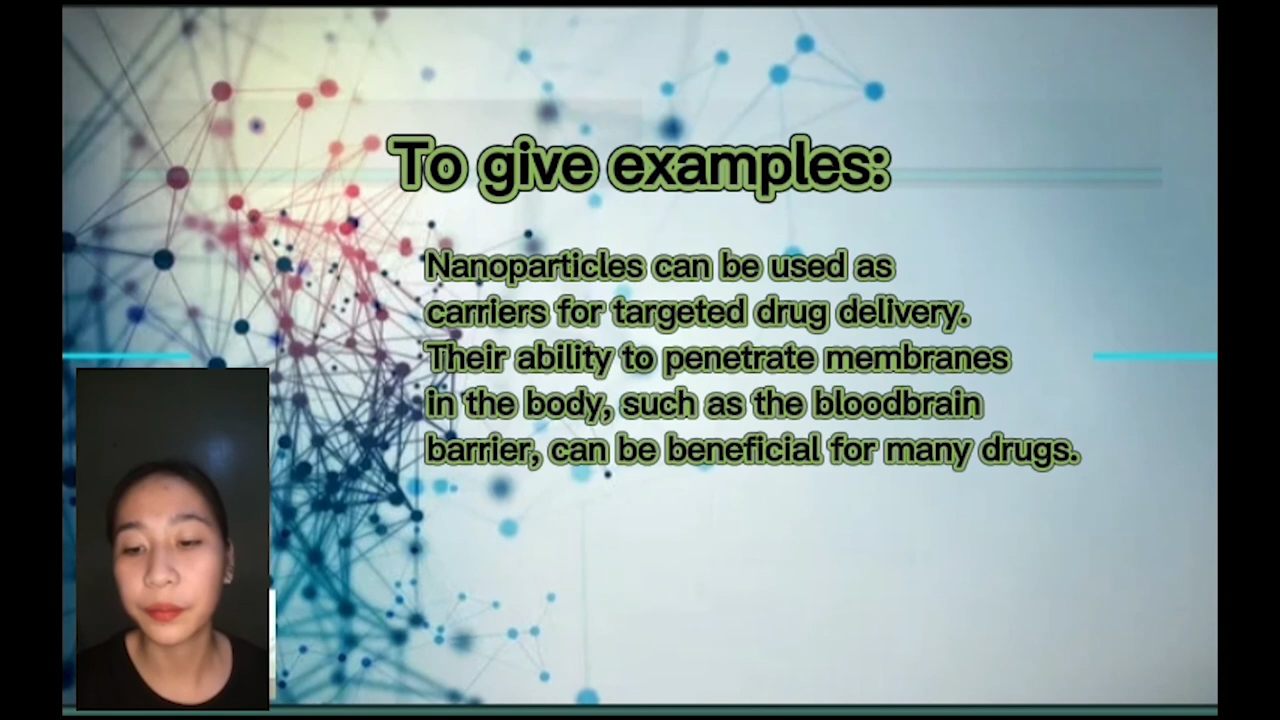 To give examples:
Nanoparticles can be used as
carriers for targeted drug delivery.
Their ability to penetrate membranes
in the body, such as the bloodbrain
barrier, can be beneficial for many drugs.